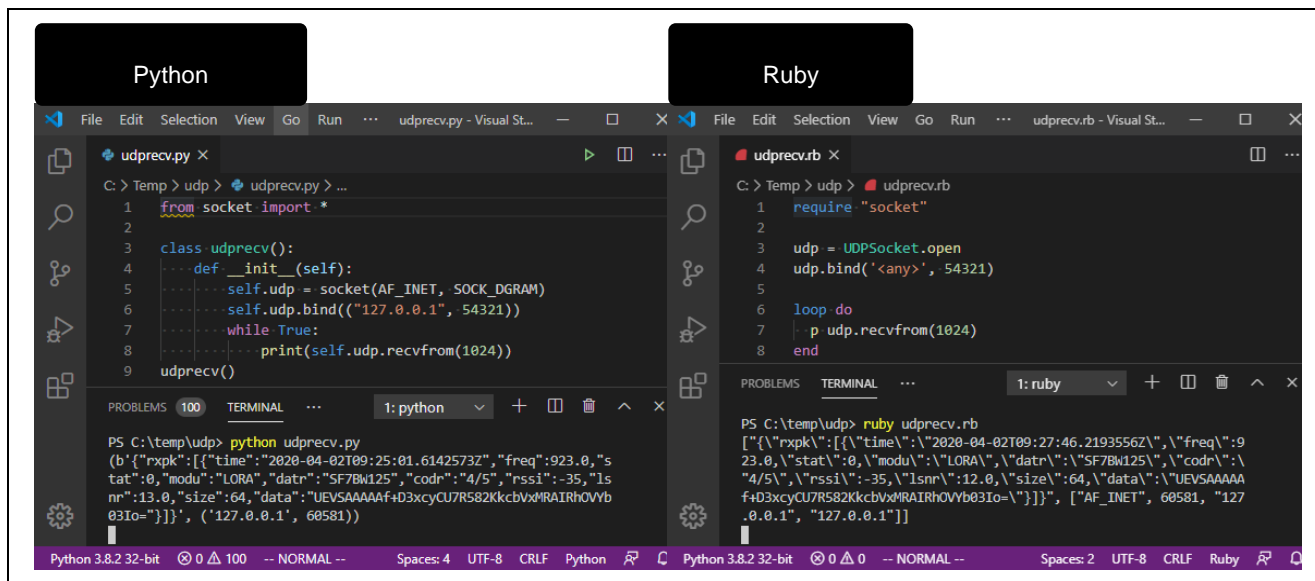 Python
File Edit Selection View Go Run ··· udprecv.py - Visual St...
udprecv.py
C: > Temp > udp > udprecv.py > ...
1 from socket import *
2
3 class udprecv():
4     def __init__(self):
5         self.udp = socket(AF_INET, SOCK_DGRAM)
6         self.udp.bind(("127.0.0.1", 54321))
7         while True:
8             print(self.udp.recvfrom(1024))
9 udprecv()
PROBLEMS 100 TERMINAL ··· 1: python
PS C:\temp\udp> python udprecv.py
(b'{"rxpk":[{"time":"2020-04-02T09:25:01.6142573Z","freq":923.0,"s
tat":0,"modu":"LORA","datr":"SF7BW125","codr":"4/5","rssi":-35,"ls
nr":13.0,"size":64,"data":"UEVSAAAAAf+D3xcyCU7R582KkcbVxMRAIRhOVYb
03Io="}]}', ('127.0.0.1', 60581))
Python 3.8.2 32-bit 0 100 -- NORMAL -- Spaces: 4 UTF-8 CRLF Python
Ruby
File Edit Selection View Go Run ··· udprecv.rb - Visual St...
udprecv.rb
C: > Temp > udp > udprecv.rb
1 require "socket"
2
3 udp = UDPSocket.open
4 udp.bind('<any>', 54321)
5
6 loop do
7   p udp.recvfrom(1024)
8 end
PROBLEMS TERMINAL ··· 1: ruby
PS C:\temp\udp> ruby udprecv.rb
["{\"rxpk\":[{\"time\":\"2020-04-02T09:27:46.2193556Z\",\"freq\":9
23.0,\"stat\":0,\"modu\":\"LORA\",\"datr\":\"SF7BW125\",\"codr\":\
"4/5\",\"rssi\":-35,\"lsnr\":12.0,\"size\":64,\"data\":\"UEVSAAAAA
f+D3xcyCU7R582KkcbVxMRAIRhOVYb03Io=\"}]}", ["AF_INET", 60581, "127
.0.0.1", "127.0.0.1"]]
Python 3.8.2 32-bit 0 0 -- NORMAL -- Spaces: 2 UTF-8 CRLF Ruby